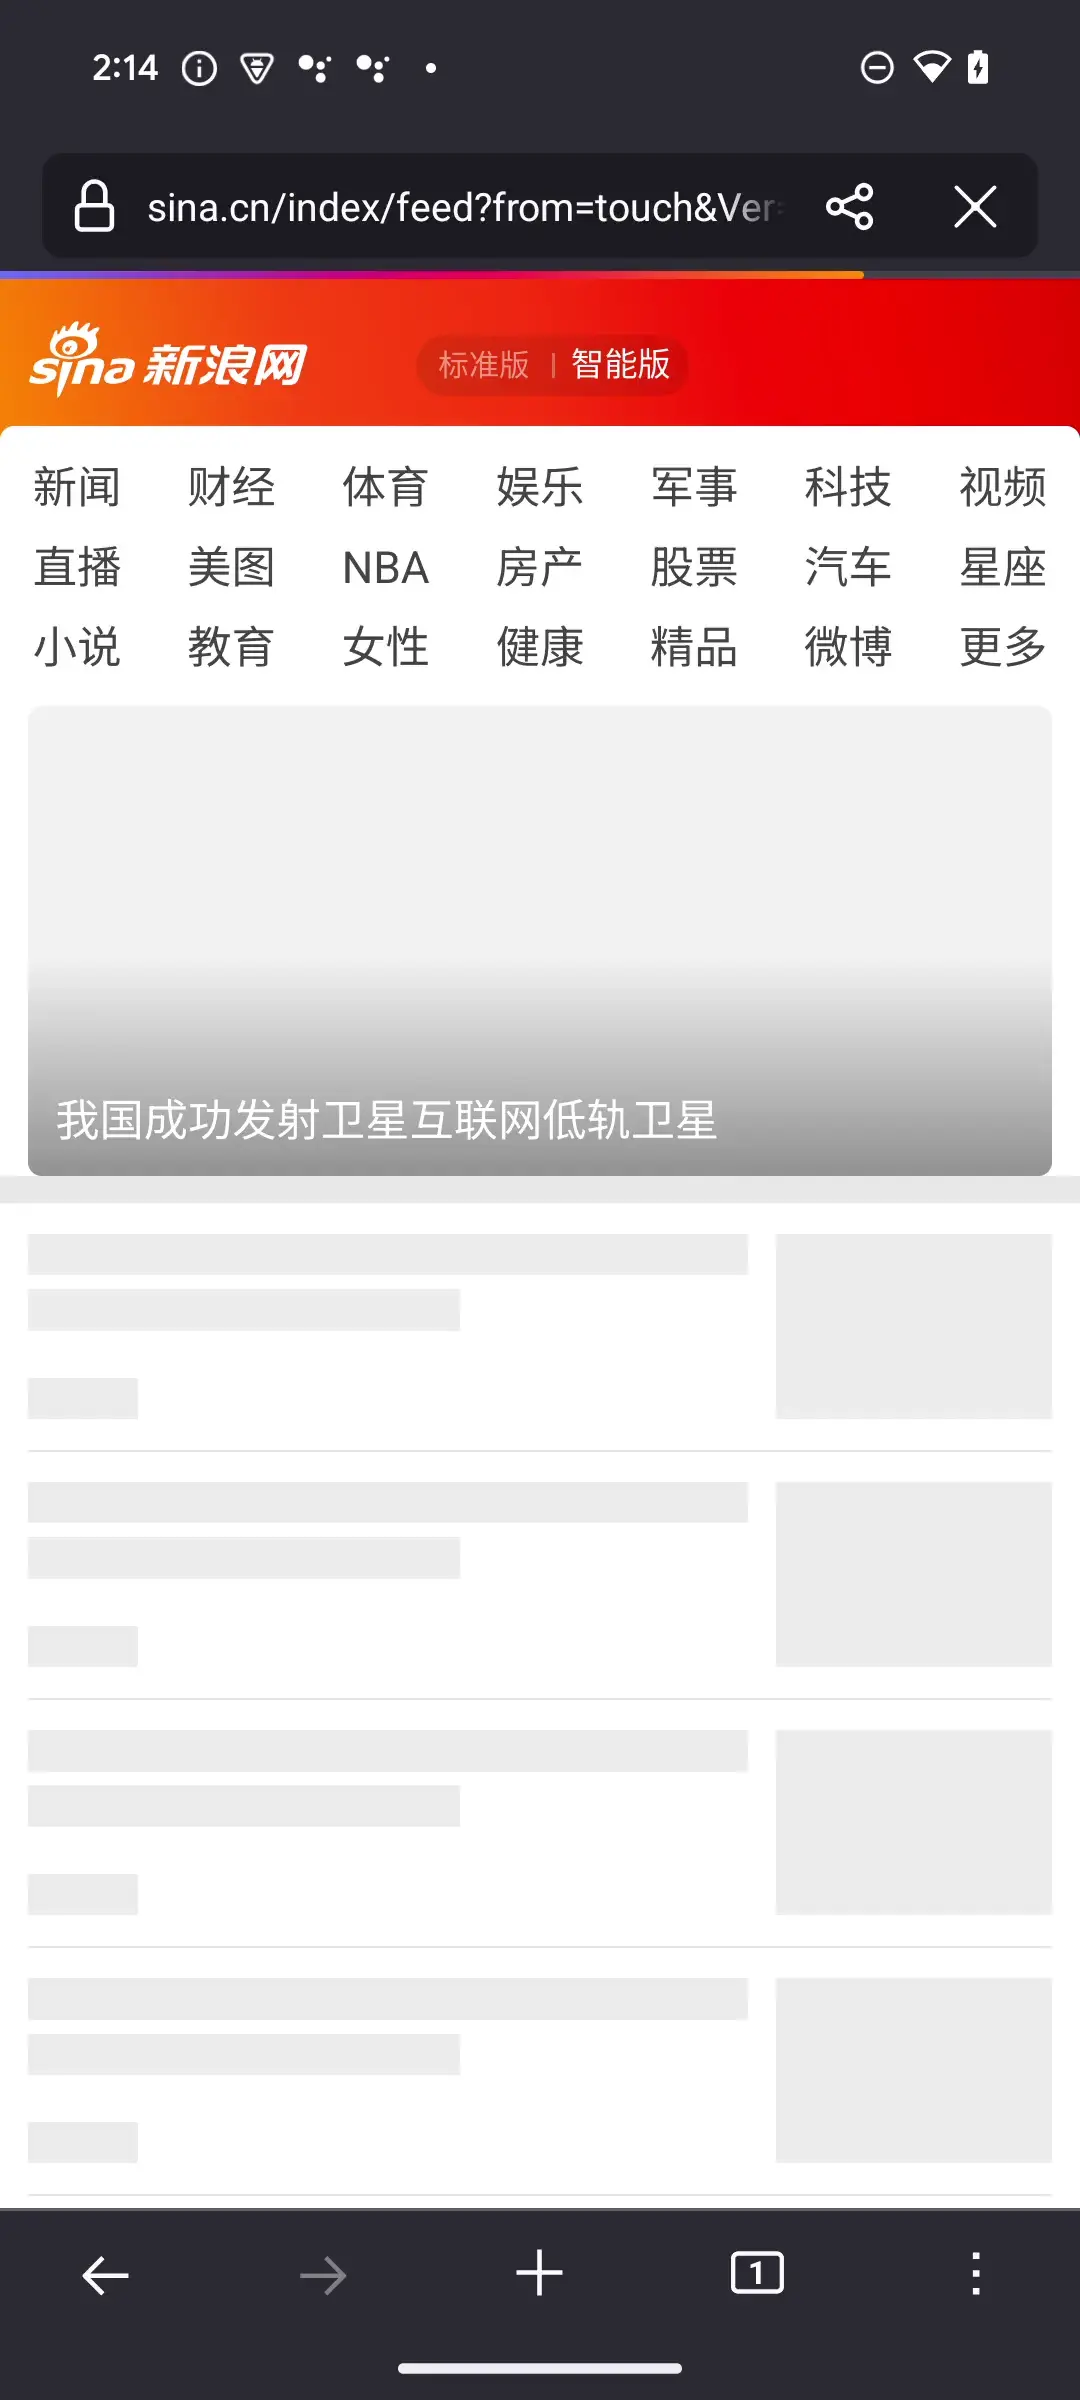 2:14
sina.cn/index/feed?from=touch&Ver=
sina 新浪网
标准版 | 智能版
新闻 财经 体育 娱乐 军事 科技 视频
直播 美图 NBA 房产 股票 汽车 星座
小说 教育 女性 健康 精品 微博 更多
我国成功发射卫星互联网低轨卫星
1